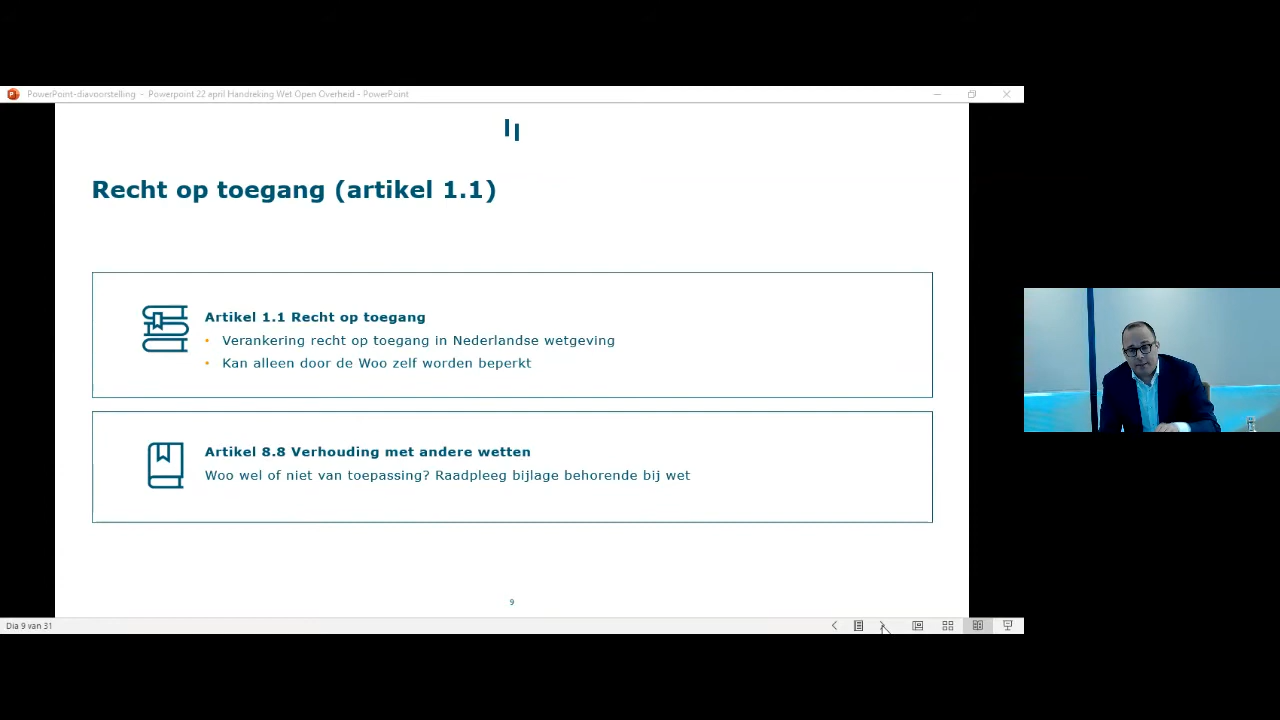 PowerPoint-diavoorstelling - Powerpoint 22 april Handreking Wet Open Overheid - PowerPoint
Recht op toegang (artikel 1.1)
Artikel 1.1 Recht op toegang
• Verankering recht op toegang in Nederlandse wetgeving
• Kan alleen door de Woo zelf worden beperkt
Artikel 8.8 Verhouding met andere wetten
Woo wel of niet van toepassing? Raadpleeg bijlage behorende bij wet
9
Dia 9 van 31